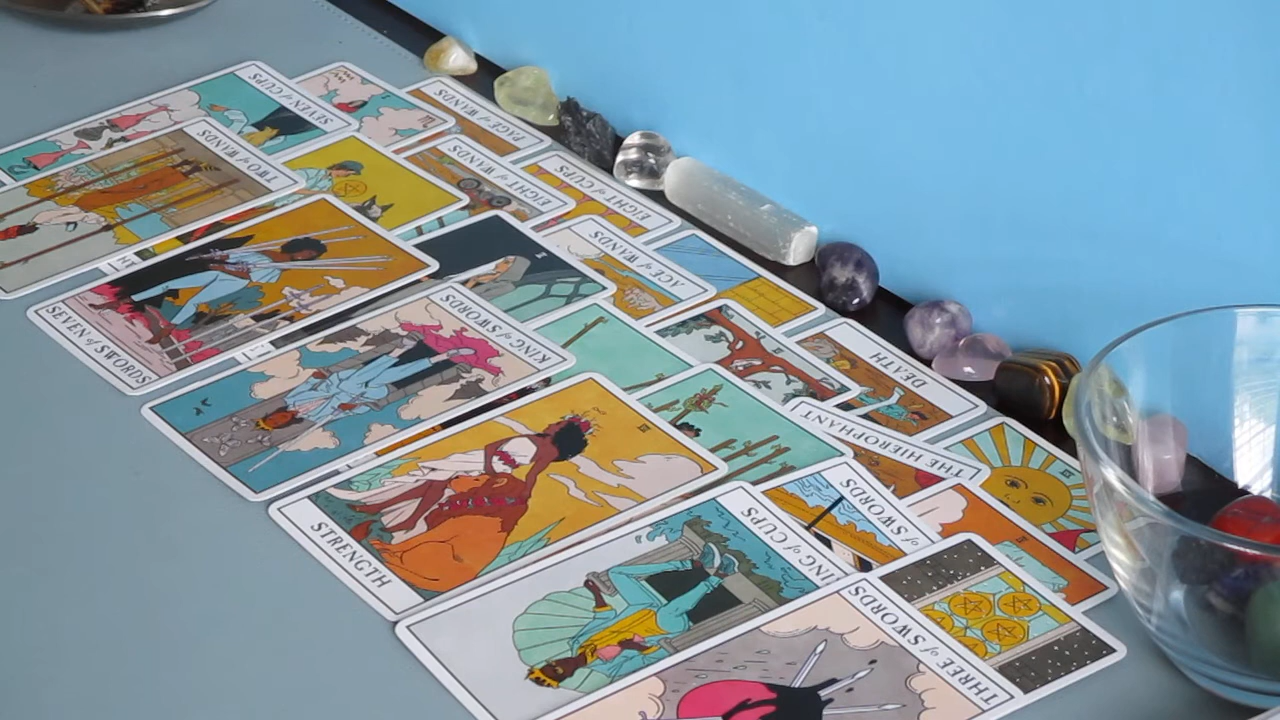 SEVEN of CUPS
PAGE of WANDS
TWO of WANDS
EIGHT of WANDS
EIGHT of CUPS
ACE of WANDS
SEVEN of SWORDS
KING of SWORDS
DEATH
THE HIEROPHANT
STRENGTH
KING of CUPS
of SWORDS
THREE of SWORDS